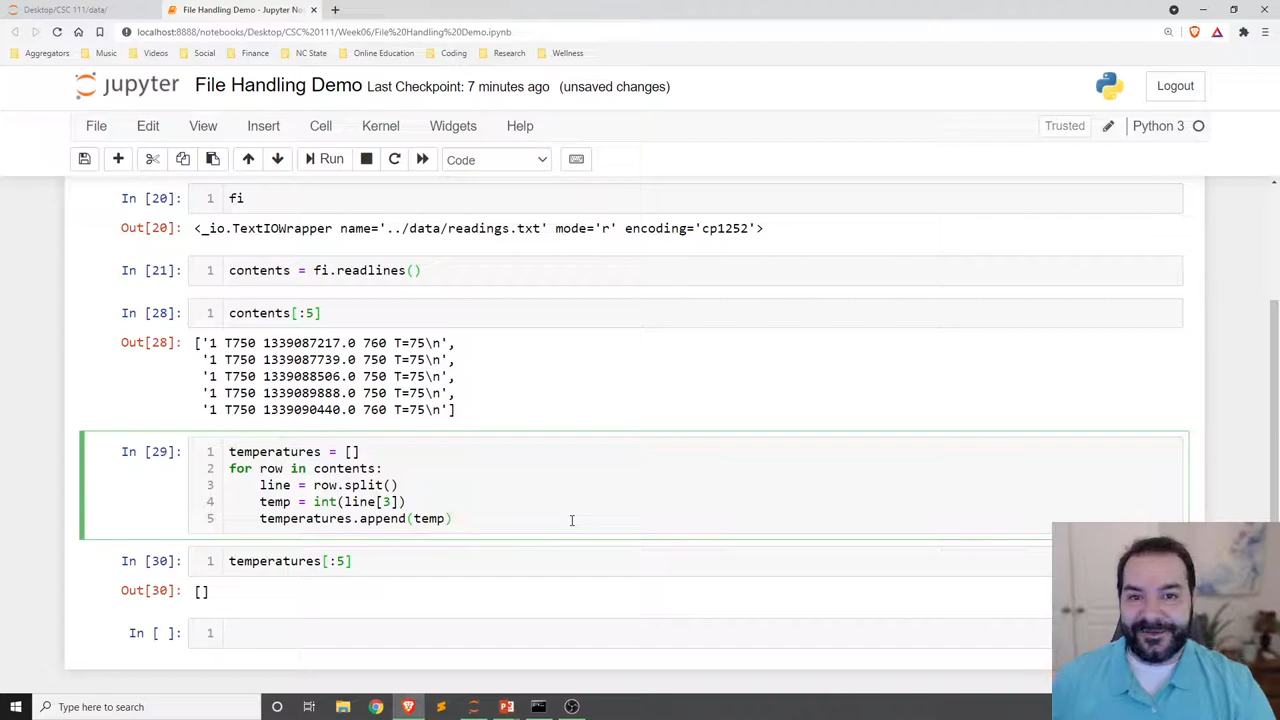 Desktop/CSC 111/data/
File Handling Demo - Jupyter No
localhost:8888/notebooks/Desktop/CSC%20111/Week06/File%20Handling%20Demo.ipynb
Aggregators Music Videos Social Finance NC State Online Education Coding Research Wellness
jupyter File Handling Demo Last Checkpoint: 7 minutes ago (unsaved changes) Logout
File Edit View Insert Cell Kernel Widgets Help Trusted Python 3
Run Code
In [20]: 1 fi
Out[20]: <_io.TextIOWrapper name='../data/readings.txt' mode='r' encoding='cp1252'>
In [21]: 1 contents = fi.readlines()
In [28]: 1 contents[:5]
Out[28]: ['1 T750 1339087217.0 760 T=75\n',
'1 T750 1339087739.0 750 T=75\n',
'1 T750 1339088506.0 750 T=75\n',
'1 T750 1339089888.0 750 T=75\n',
'1 T750 1339090440.0 760 T=75\n']
In [29]: 1 temperatures = []
2 for row in contents:
3 line = row.split()
4 temp = int(line[3])
5 temperatures.append(temp)
In [30]: 1 temperatures[:5]
Out[30]: []
In [ ]: 1
Type here to search